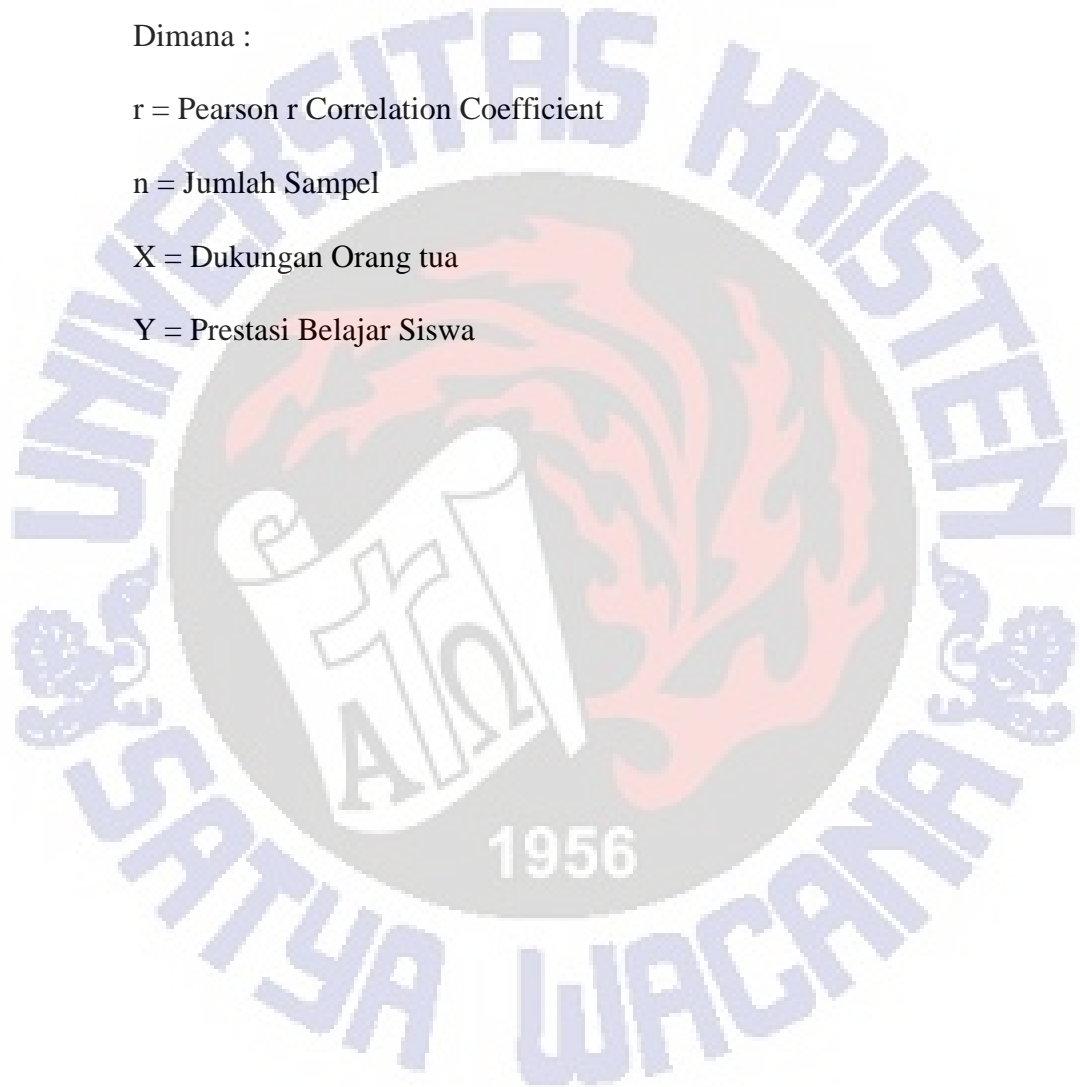 Dimana :
r = Pearson r Correlation Coefficient
n = Jumlah Sampel
X = Dukungan Orang tua
Y = Prestasi Belajar Siswa
UNIVERSITAS KRISTEN
SATYA WACANA
Α Ω
1956